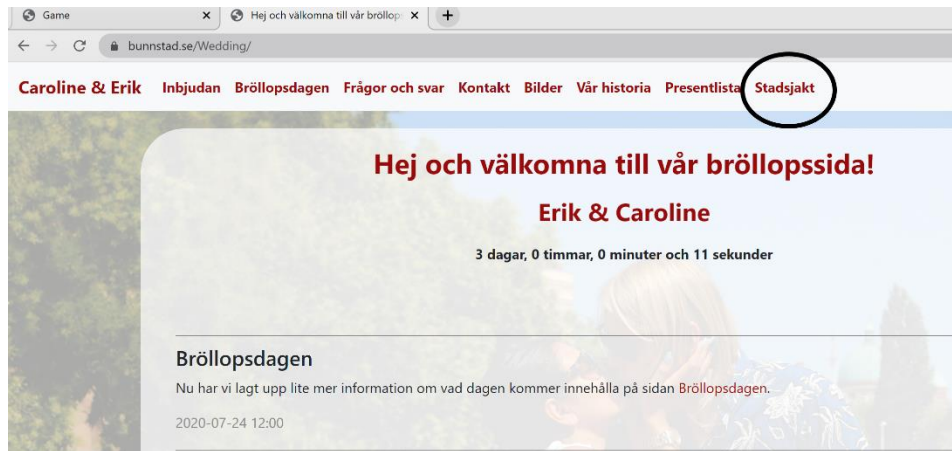 Game
Hej och välkomna till vår bröllop
bunnstad.se/Wedding/
Caroline & Erik Inbjudan Bröllopsdagen Frågor och svar Kontakt Bilder Vår historia Presentlista Stadsjakt
Hej och välkomna till vår bröllopssida!
Erik & Caroline
3 dagar, 0 timmar, 0 minuter och 11 sekunder
Bröllopsdagen
Nu har vi lagt upp lite mer information om vad dagen kommer innehålla på sidan Bröllopsdagen.
2020-07-24 12:00